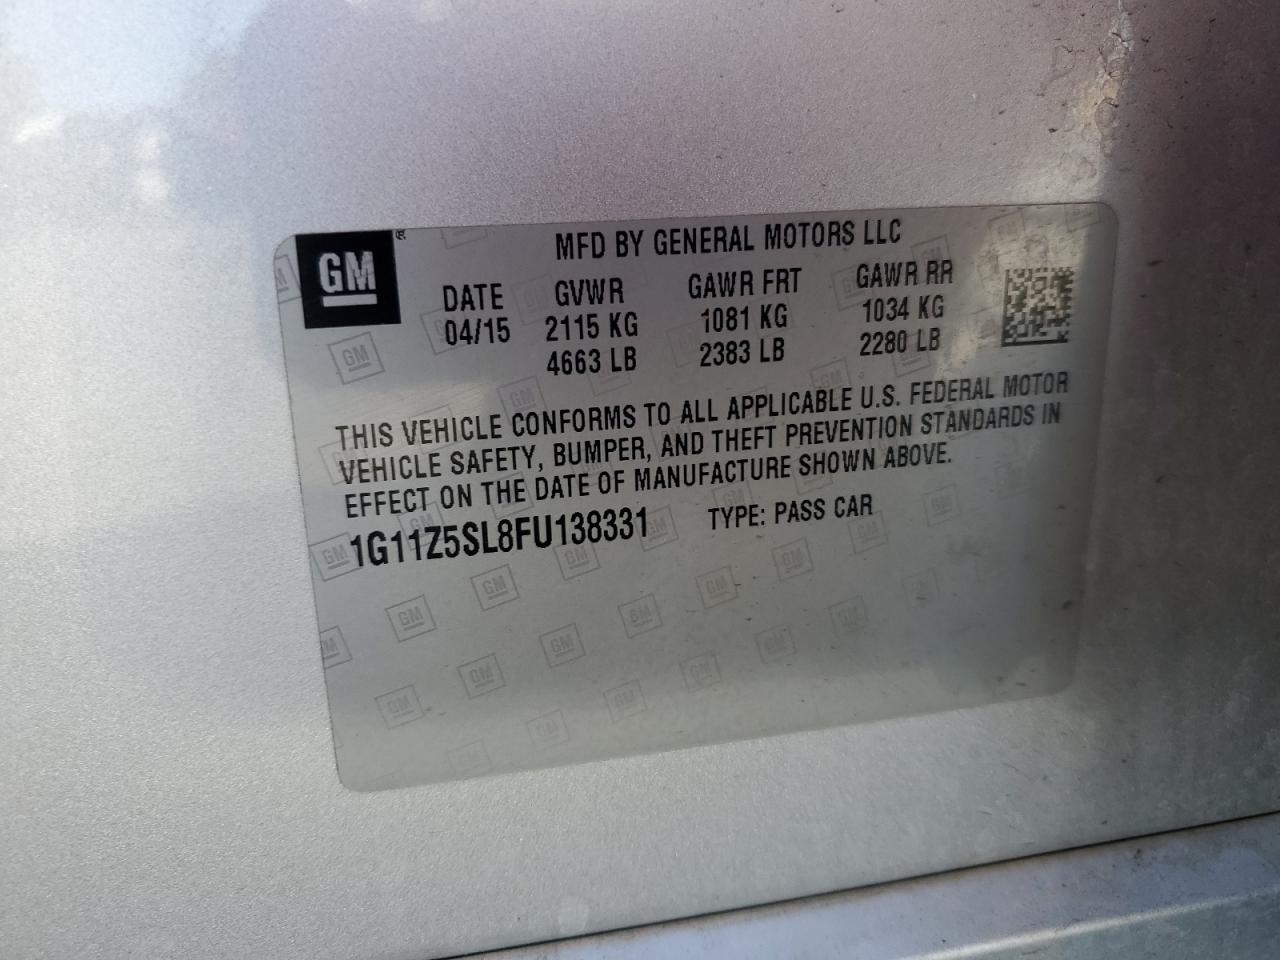 GM
MFD BY GENERAL MOTORS LLC
DATE GVWR GAWR FRT GAWR RR
04/15 2115 KG 1081 KG 1034 KG
4663 LB 2383 LB 2280 LB
THIS VEHICLE CONFORMS TO ALL APPLICABLE U.S. FEDERAL MOTOR
VEHICLE SAFETY, BUMPER, AND THEFT PREVENTION STANDARDS IN
EFFECT ON THE DATE OF MANUFACTURE SHOWN ABOVE.
1G11Z5SL8FU138331 TYPE: PASS CAR